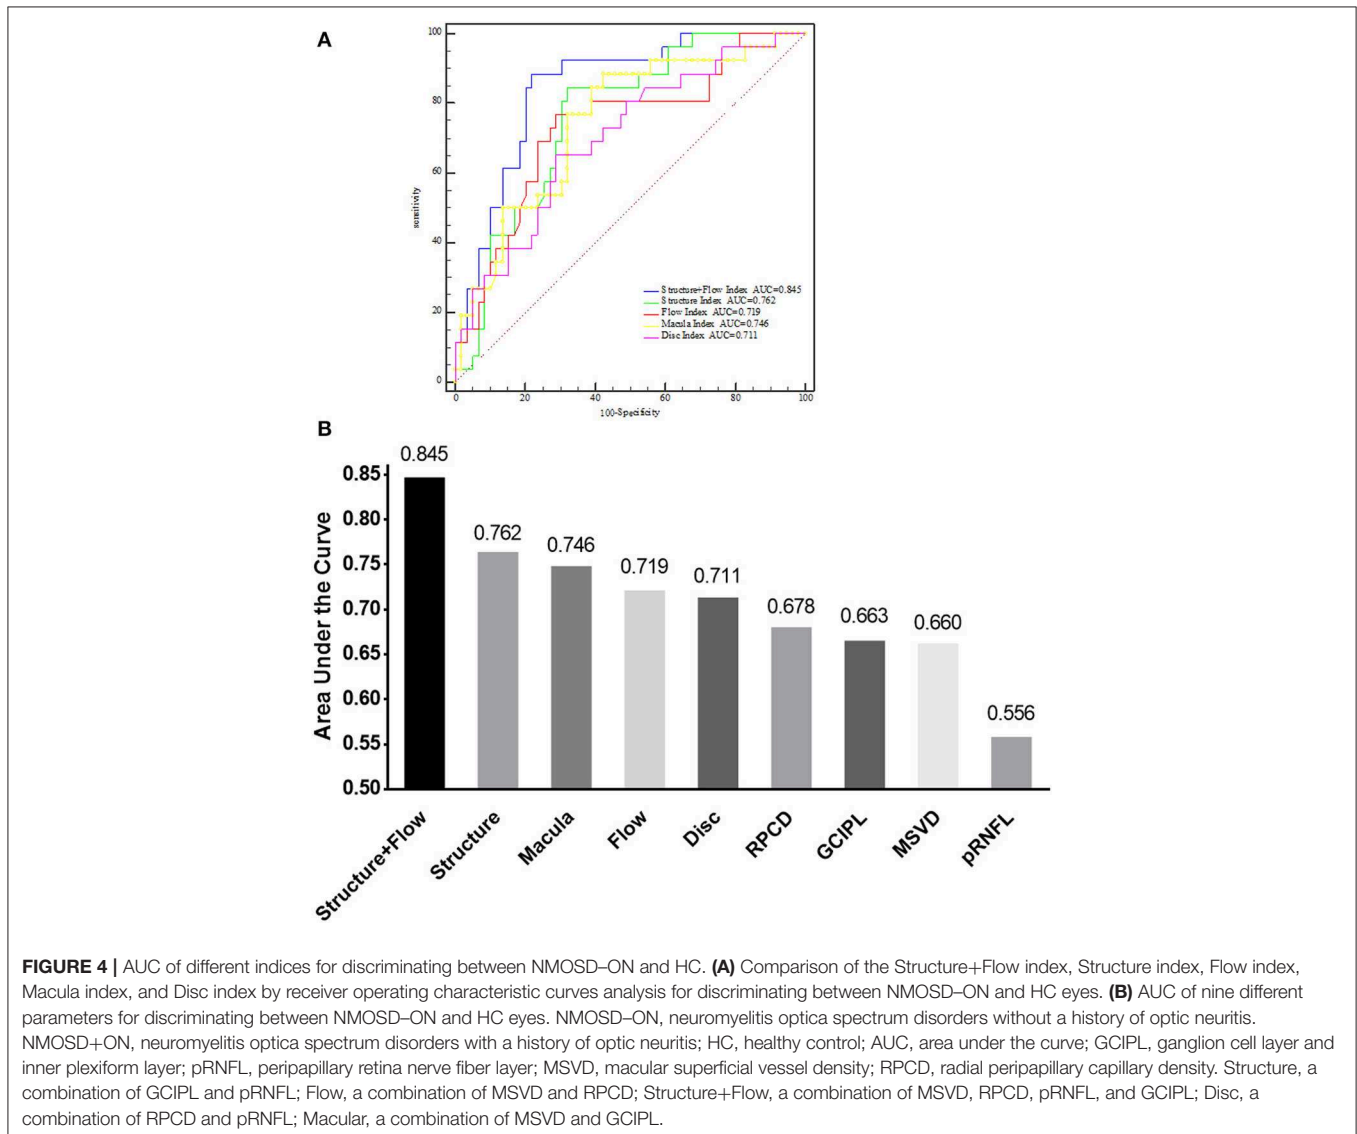 A
100
80
60
40
20
0
sensitivity
Structure+Flow Index AUC=0.845
Structure Index AUC=0.762
Flow Index AUC=0.719
Macula Index AUC=0.746
Disc Index AUC=0.711
0 20 40 60 80 100
100-Specificity
B
Area Under the Curve
0.85
0.80
0.75
0.70
0.65
0.60
0.55
0.50
0.845
0.762
0.746
0.719
0.711
0.678
0.663
0.660
0.556
Structure+Flow
Structure
Macula
Flow
Disc
RPCD
GCIPL
MSVD
pRNFL
FIGURE 4 | AUC of different indices for discriminating between NMOSD–ON and HC. (A) Comparison of the Structure+Flow index, Structure index, Flow index,
Macula index, and Disc index by receiver operating characteristic curves analysis for discriminating between NMOSD–ON and HC eyes. (B) AUC of nine different
parameters for discriminating between NMOSD–ON and HC eyes. NMOSD–ON, neuromyelitis optica spectrum disorders without a history of optic neuritis.
NMOSD+ON, neuromyelitis optica spectrum disorders with a history of optic neuritis; HC, healthy control; AUC, area under the curve; GCIPL, ganglion cell layer and
inner plexiform layer; pRNFL, peripapillary retina nerve fiber layer; MSVD, macular superficial vessel density; RPCD, radial peripapillary capillary density. Structure, a
combination of GCIPL and pRNFL; Flow, a combination of MSVD and RPCD; Structure+Flow, a combination of MSVD, RPCD, pRNFL, and GCIPL; Disc, a
combination of RPCD and pRNFL; Macular, a combination of MSVD and GCIPL.